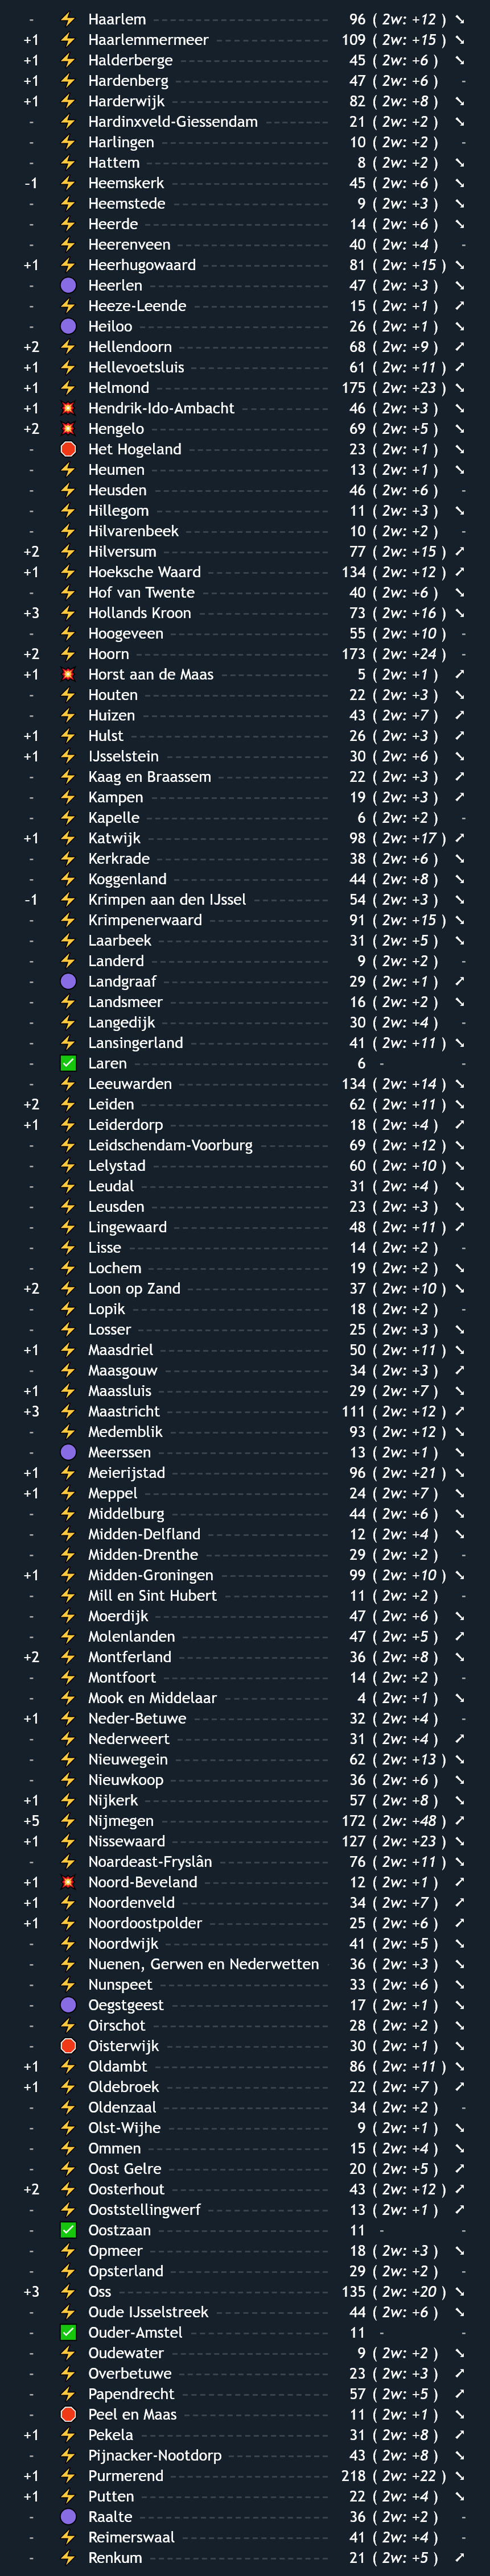 - ⚡ Haarlem 96 ( 2w: +12 ) ↘
+1 ⚡ Haarlemmermeer 109 ( 2w: +15 ) ↘
+1 ⚡ Halderberge 45 ( 2w: +6 ) ↘
+1 ⚡ Hardenberg 47 ( 2w: +6 ) -
+1 ⚡ Harderwijk 82 ( 2w: +8 ) ↘
- ⚡ Hardinxveld-Giessendam 21 ( 2w: +2 ) ↘
- ⚡ Harlingen 10 ( 2w: +2 ) -
- ⚡ Hattem 8 ( 2w: +2 ) ↘
-1 ⚡ Heemskerk 45 ( 2w: +6 ) ↘
- ⚡ Heemstede 9 ( 2w: +3 ) ↘
- ⚡ Heerde 14 ( 2w: +6 ) ↘
- ⚡ Heerenveen 40 ( 2w: +4 ) -
+1 ⚡ Heerhugowaard 81 ( 2w: +15 ) ↘
- 🟣 Heerlen 47 ( 2w: +3 ) ↘
- ⚡ Heeze-Leende 15 ( 2w: +1 ) ↗
- 🟣 Heiloo 26 ( 2w: +1 ) ↘
+2 ⚡ Hellendoorn 68 ( 2w: +9 ) ↗
+1 ⚡ Hellevoetsluis 61 ( 2w: +11 ) ↗
+1 ⚡ Helmond 175 ( 2w: +23 ) ↘
+1 💥 Hendrik-Ido-Ambacht 46 ( 2w: +3 ) ↘
+2 💥 Hengelo 69 ( 2w: +5 ) ↘
- 🛑 Het Hogeland 23 ( 2w: +1 ) ↘
- ⚡ Heumen 13 ( 2w: +1 ) ↘
- ⚡ Heusden 46 ( 2w: +6 ) -
- ⚡ Hillegom 11 ( 2w: +3 ) ↘
- ⚡ Hilvarenbeek 10 ( 2w: +2 ) -
+2 ⚡ Hilversum 77 ( 2w: +15 ) ↗
+1 ⚡ Hoeksche Waard 134 ( 2w: +12 ) ↗
- ⚡ Hof van Twente 40 ( 2w: +6 ) ↘
+3 ⚡ Hollands Kroon 73 ( 2w: +16 ) ↘
- ⚡ Hoogeveen 55 ( 2w: +10 ) -
+2 ⚡ Hoorn 173 ( 2w: +24 ) ↗
+1 💥 Horst aan de Maas 5 ( 2w: +1 ) ↗
- ⚡ Houten 22 ( 2w: +3 ) ↘
- ⚡ Huizen 43 ( 2w: +7 ) ↗
+1 ⚡ Hulst 26 ( 2w: +3 ) ↗
+1 ⚡ IJsselstein 30 ( 2w: +6 ) ↘
- ⚡ Kaag en Braassem 22 ( 2w: +3 ) ↗
- ⚡ Kampen 19 ( 2w: +3 ) ↗
- ⚡ Kapelle 6 ( 2w: +2 ) -
+1 ⚡ Katwijk 98 ( 2w: +17 ) ↗
- ⚡ Kerkrade 38 ( 2w: +6 ) ↘
- ⚡ Koggenland 44 ( 2w: +8 ) ↘
-1 ⚡ Krimpen aan den IJssel 54 ( 2w: +3 ) ↘
- ⚡ Krimpenerwaard 91 ( 2w: +15 ) ↘
- ⚡ Laarbeek 31 ( 2w: +5 ) ↘
- ⚡ Landerd 9 ( 2w: +2 ) -
- 🟣 Landgraaf 29 ( 2w: +1 ) ↗
- ⚡ Landsmeer 16 ( 2w: +2 ) ↘
- ⚡ Langedijk 30 ( 2w: +4 ) -
- ⚡ Lansingerland 41 ( 2w: +11 ) ↘
- ✅ Laren 6 - -
- ⚡ Leeuwarden 134 ( 2w: +14 ) ↘
+2 ⚡ Leiden 62 ( 2w: +11 ) ↘
+1 ⚡ Leiderdorp 18 ( 2w: +4 ) ↗
- ⚡ Leidschendam-Voorburg 69 ( 2w: +12 ) ↘
- ⚡ Lelystad 60 ( 2w: +10 ) ↘
- ⚡ Leudal 31 ( 2w: +4 ) ↘
- ⚡ Leusden 23 ( 2w: +3 ) ↘
- ⚡ Lingewaard 48 ( 2w: +11 ) ↗
- ⚡ Lisse 14 ( 2w: +2 ) -
- ⚡ Lochem 19 ( 2w: +2 ) ↘
+2 ⚡ Loon op Zand 37 ( 2w: +10 ) ↘
- ⚡ Lopik 18 ( 2w: +2 ) -
- ⚡ Losser 25 ( 2w: +3 ) ↘
+1 ⚡ Maasdriel 50 ( 2w: +11 ) ↘
- ⚡ Maasgouw 34 ( 2w: +3 ) ↗
+1 ⚡ Maassluis 29 ( 2w: +7 ) ↘
+3 ⚡ Maastricht 111 ( 2w: +12 ) ↗
- ⚡ Medemblik 93 ( 2w: +12 ) ↘
- 🟣 Meerssen 13 ( 2w: +1 ) ↘
+1 ⚡ Meierijstad 96 ( 2w: +21 ) ↘
+1 ⚡ Meppel 24 ( 2w: +7 ) ↘
- ⚡ Middelburg 44 ( 2w: +6 ) ↘
- ⚡ Midden-Delfland 12 ( 2w: +4 ) ↘
- ⚡ Midden-Drenthe 29 ( 2w: +2 ) -
+1 ⚡ Midden-Groningen 99 ( 2w: +10 ) ↘
- ⚡ Mill en Sint Hubert 11 ( 2w: +2 ) -
- ⚡ Moerdijk 47 ( 2w: +6 ) ↘
- ⚡ Molenlanden 47 ( 2w: +5 ) ↗
+2 ⚡ Montferland 36 ( 2w: +8 ) ↘
- ⚡ Montfoort 14 ( 2w: +2 ) -
- ⚡ Mook en Middelaar 4 ( 2w: +1 ) ↘
+1 ⚡ Neder-Betuwe 32 ( 2w: +4 ) -
- ⚡ Nederweert 31 ( 2w: +4 ) ↗
- ⚡ Nieuwegein 62 ( 2w: +13 ) ↘
- ⚡ Nieuwkoop 36 ( 2w: +6 ) ↘
+1 ⚡ Nijkerk 57 ( 2w: +8 ) ↘
+5 ⚡ Nijmegen 172 ( 2w: +48 ) ↗
+1 ⚡ Nissewaard 127 ( 2w: +23 ) ↘
- ⚡ Noardeast-Fryslân 76 ( 2w: +11 ) ↘
+1 💥 Noord-Beveland 12 ( 2w: +1 ) ↗
+1 ⚡ Noordenveld 34 ( 2w: +7 ) ↗
+1 ⚡ Noordoostpolder 25 ( 2w: +6 ) ↗
- ⚡ Noordwijk 41 ( 2w: +5 ) ↘
- ⚡ Nuenen, Gerwen en Nederwetten 36 ( 2w: +3 ) ↘
- ⚡ Nunspeet 33 ( 2w: +6 ) ↘
- 🟣 Oegstgeest 17 ( 2w: +1 ) ↘
- ⚡ Oirschot 28 ( 2w: +2 ) ↘
- 🛑 Oisterwijk 30 ( 2w: +1 ) ↘
+1 ⚡ Oldambt 86 ( 2w: +11 ) ↘
+1 ⚡ Oldebroek 22 ( 2w: +7 ) ↗
- ⚡ Oldenzaal 34 ( 2w: +2 ) -
- ⚡ Olst-Wijhe 9 ( 2w: +1 ) ↘
- ⚡ Ommen 15 ( 2w: +4 ) ↘
- ⚡ Oost Gelre 20 ( 2w: +5 ) ↗
+2 ⚡ Oosterhout 43 ( 2w: +12 ) ↗
- ⚡ Ooststellingwerf 13 ( 2w: +1 ) ↗
- ✅ Oostzaan 11 - -
- ⚡ Opmeer 18 ( 2w: +3 ) ↘
- ⚡ Opsterland 29 ( 2w: +2 ) -
+3 ⚡ Oss 135 ( 2w: +20 ) ↘
- ⚡ Oude IJsselstreek 44 ( 2w: +6 ) ↘
- ✅ Ouder-Amstel 11 - -
- ⚡ Oudewater 9 ( 2w: +2 ) ↘
- ⚡ Overbetuwe 23 ( 2w: +3 ) ↗
- ⚡ Papendrecht 57 ( 2w: +5 ) ↗
- 🛑 Peel en Maas 11 ( 2w: +1 ) ↘
+1 ⚡ Pekela 31 ( 2w: +8 ) ↗
- ⚡ Pijnacker-Nootdorp 43 ( 2w: +8 ) ↘
+1 ⚡ Purmerend 218 ( 2w: +22 ) ↘
+1 ⚡ Putten 22 ( 2w: +4 ) ↘
- 🟣 Raalte 36 ( 2w: +2 ) -
- ⚡ Reimerswaal 41 ( 2w: +4 ) -
- ⚡ Renkum 21 ( 2w: +5 ) ↗